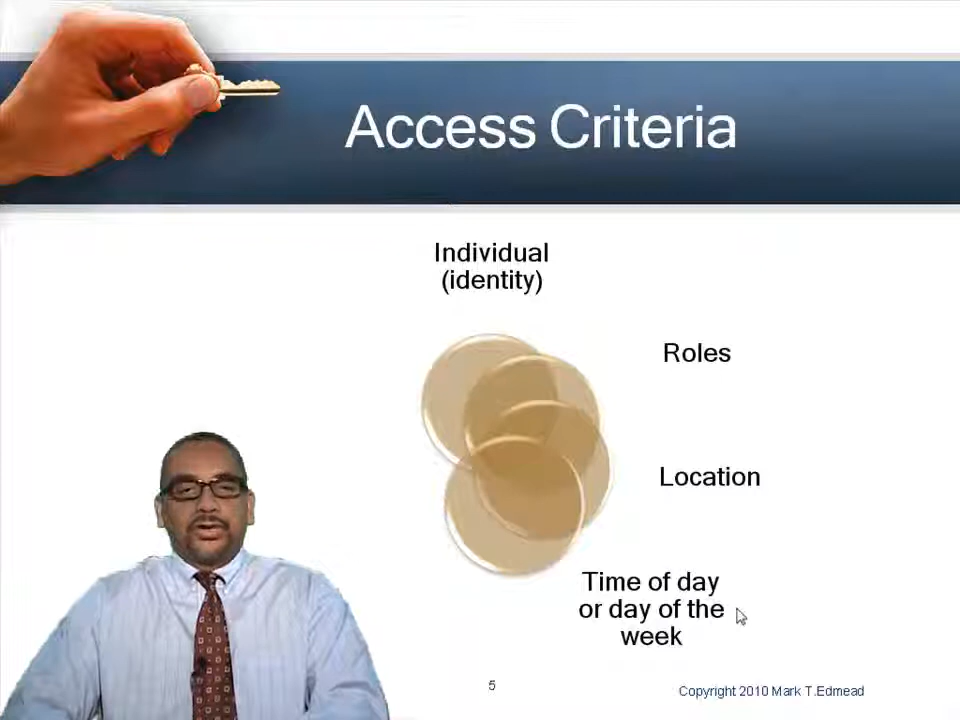 Access Criteria
Individual
(identity)
Roles
Location
Time of day
or day of the
week
5
Copyright 2010 Mark T.Edmead